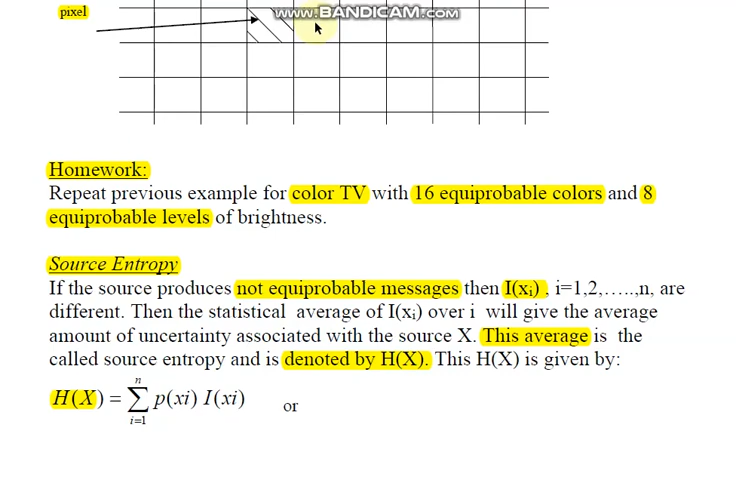 pixel
www.BANDICAM.com
Homework:
Repeat previous example for color TV with 16 equiprobable colors and 8
equiprobable levels of brightness.
Source Entropy
If the source produces not equiprobable messages then I(xi) , i=1,2,…..,n, are
different. Then the statistical average of I(xi) over i will give the average
amount of uncertainty associated with the source X. This average is the
called source entropy and is denoted by H(X). This H(X) is given by:
H(X) = ∑ i=1 n p(xi) I(xi) or